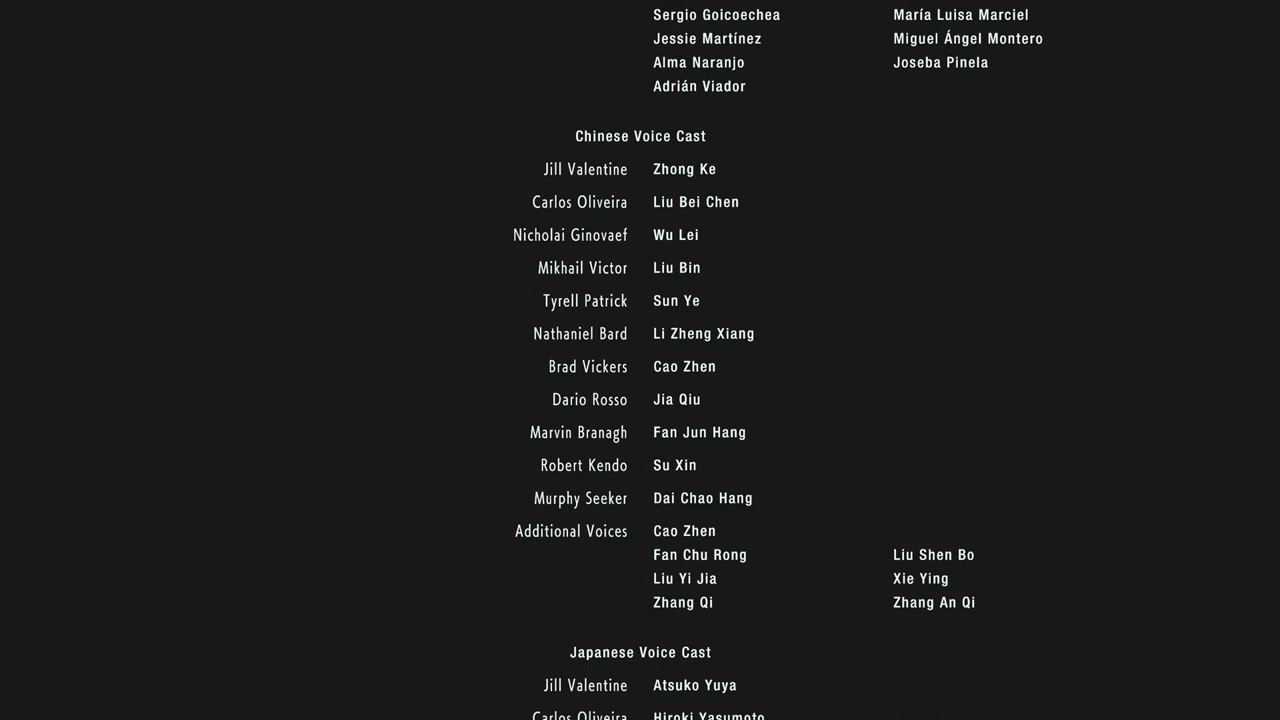 Sergio Goicoechea María Luisa Marciel
Jessie Martínez Miguel Ángel Montero
Alma Naranjo Joseba Pinela
Adrián Viador
Chinese Voice Cast
Jill Valentine Zhong Ke
Carlos Oliveira Liu Bei Chen
Nicholai Ginovaef Wu Lei
Mikhail Victor Liu Bin
Tyrell Patrick Sun Ye
Nathaniel Bard Li Zheng Xiang
Brad Vickers Cao Zhen
Dario Rosso Jia Qiu
Marvin Branagh Fan Jun Hang
Robert Kendo Su Xin
Murphy Seeker Dai Chao Hang
Additional Voices Cao Zhen
Fan Chu Rong Liu Shen Bo
Liu Yi Jia Xie Ying
Zhang Qi Zhang An Qi
Japanese Voice Cast
Jill Valentine Atsuko Yuya
Carlos Oliveira Hiroki Yasumoto